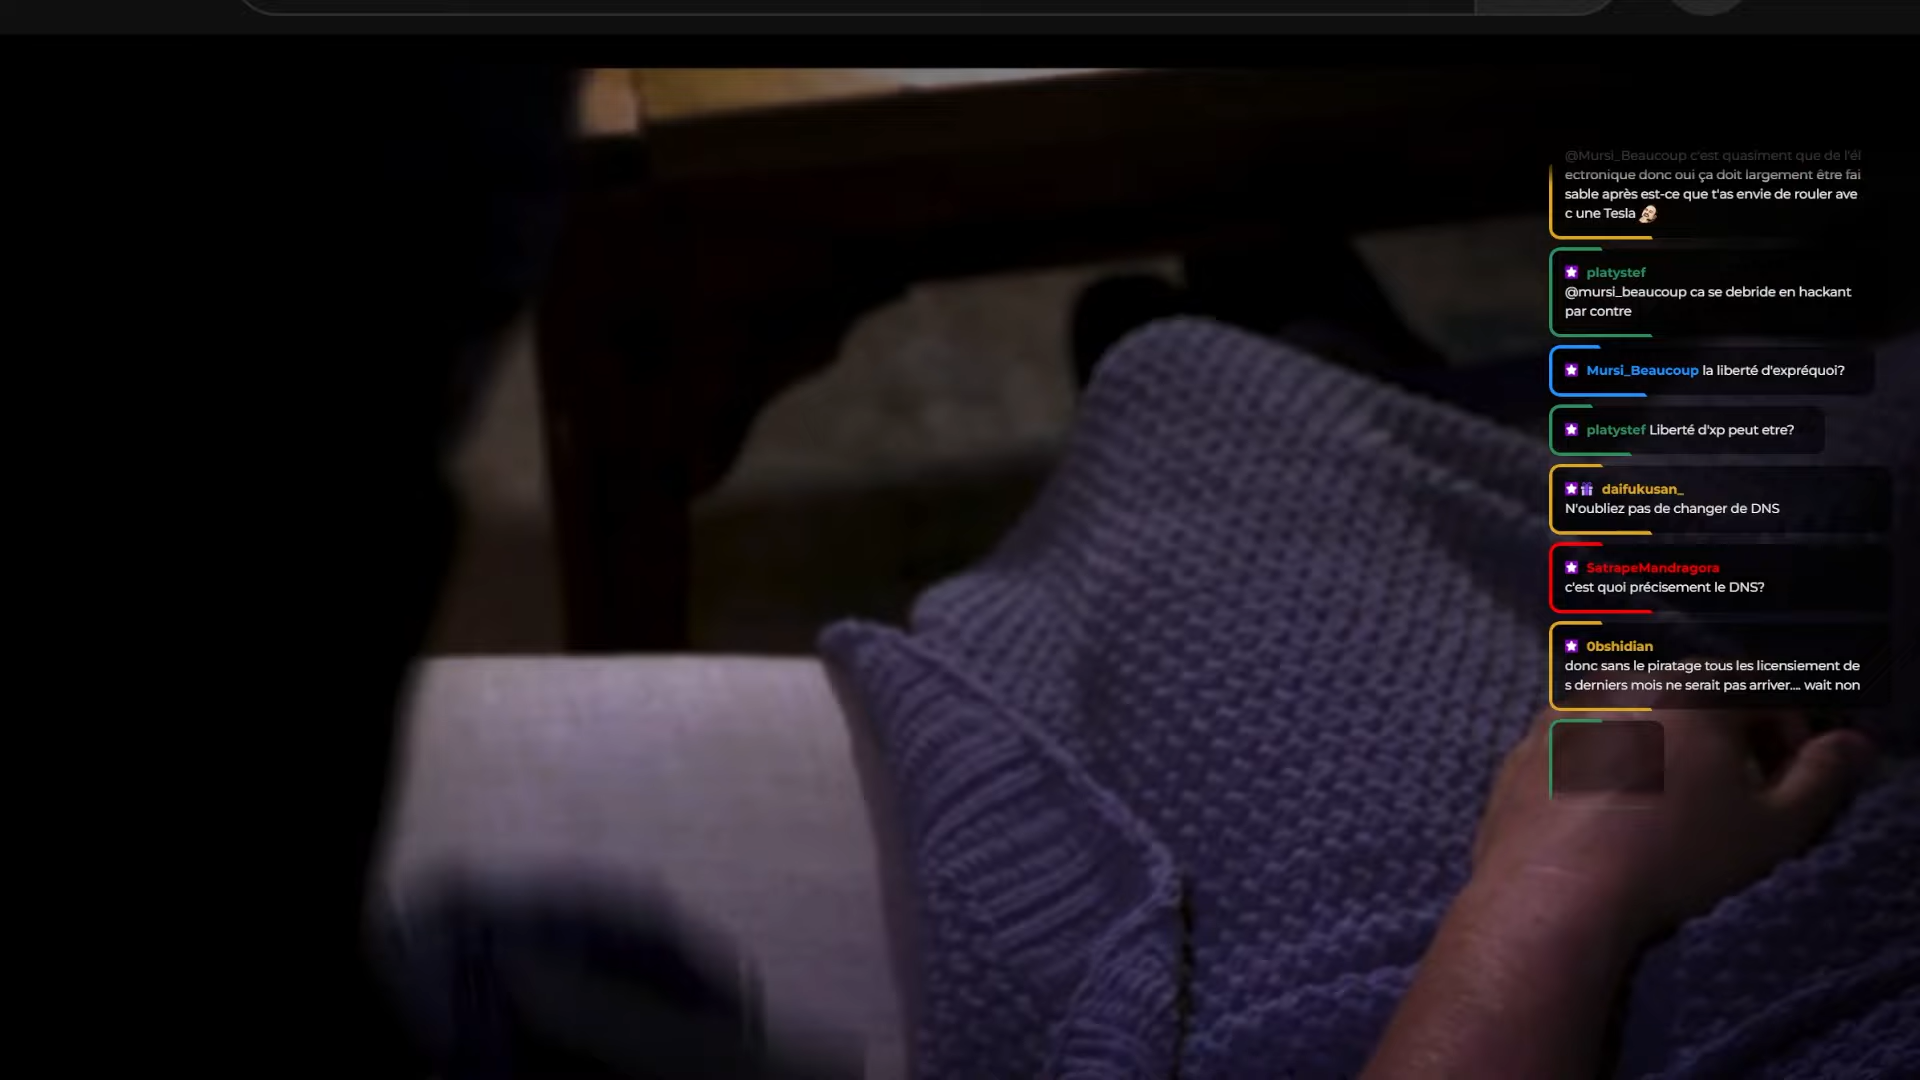 @Mursi_Beaucoup c'est quasiment que de l'él
ectronique donc oui ça doit largement être fai
sable après est-ce que t'as envie de rouler ave
c une Tesla
platystef
@mursi_beaucoup ca se debride en hackant
par contre
Mursi_Beaucoup la liberté d'expréquoi?
platystef Liberté d'xp peut etre?
daifukusan_
N'oubliez pas de changer de DNS
SatrapeMandragora
c'est quoi précisement le DNS?
0bshidian
donc sans le piratage tous les licensiement de
s derniers mois ne serait pas arriver.... wait non